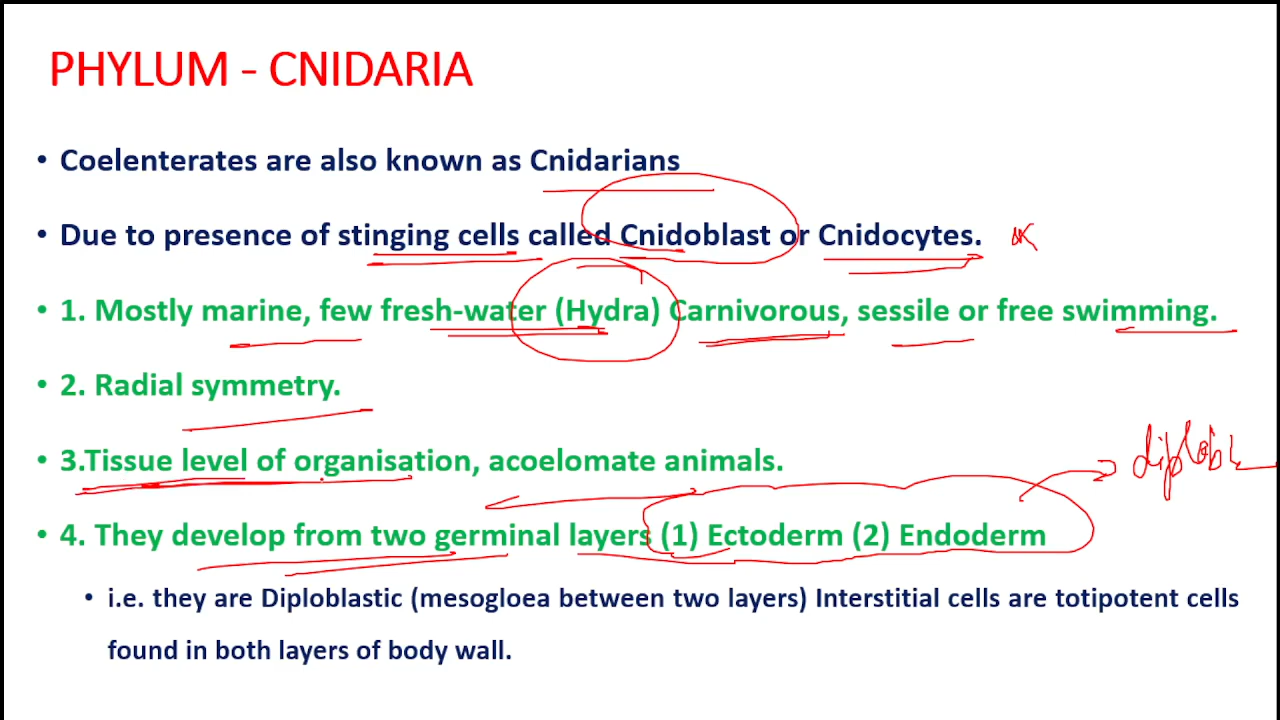 PHYLUM - CNIDARIA
• Coelenterates are also known as Cnidarians
• Due to presence of stinging cells called Cnidoblast or Cnidocytes.
• 1. Mostly marine, few fresh-water (Hydra) Carnivorous, sessile or free swimming.
• 2. Radial symmetry.
• 3.Tissue level of organisation, acoelomate animals.
• 4. They develop from two germinal layers (1) Ectoderm (2) Endoderm
• i.e. they are Diploblastic (mesogloea between two layers) Interstitial cells are totipotent cells
found in both layers of body wall.